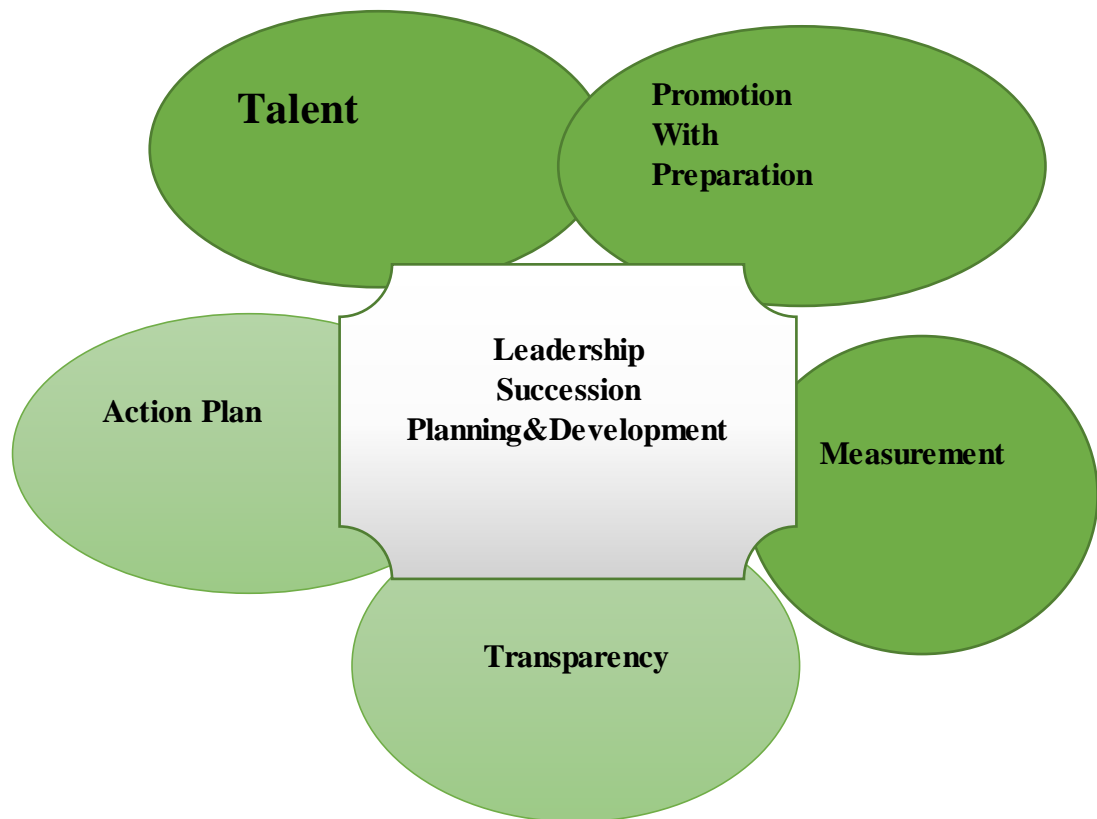 Talent
Promotion
With
Preparation
Leadership
Succession
Planning&Development
Action Plan
Measurement
Transparency